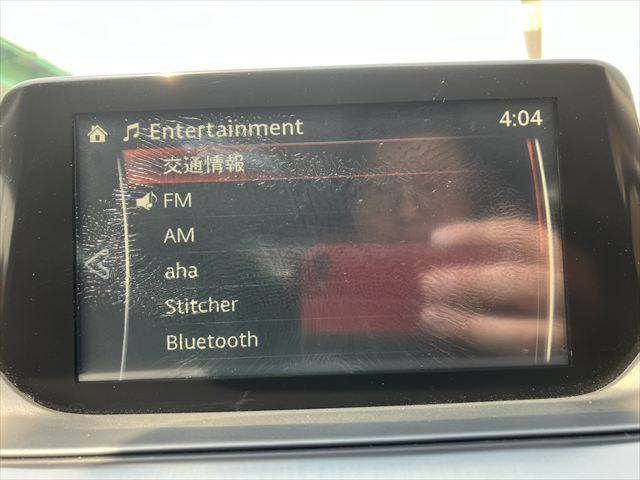 Entertainment
4:04
交通情報
FM
AM
aha
Stitcher
Bluetooth